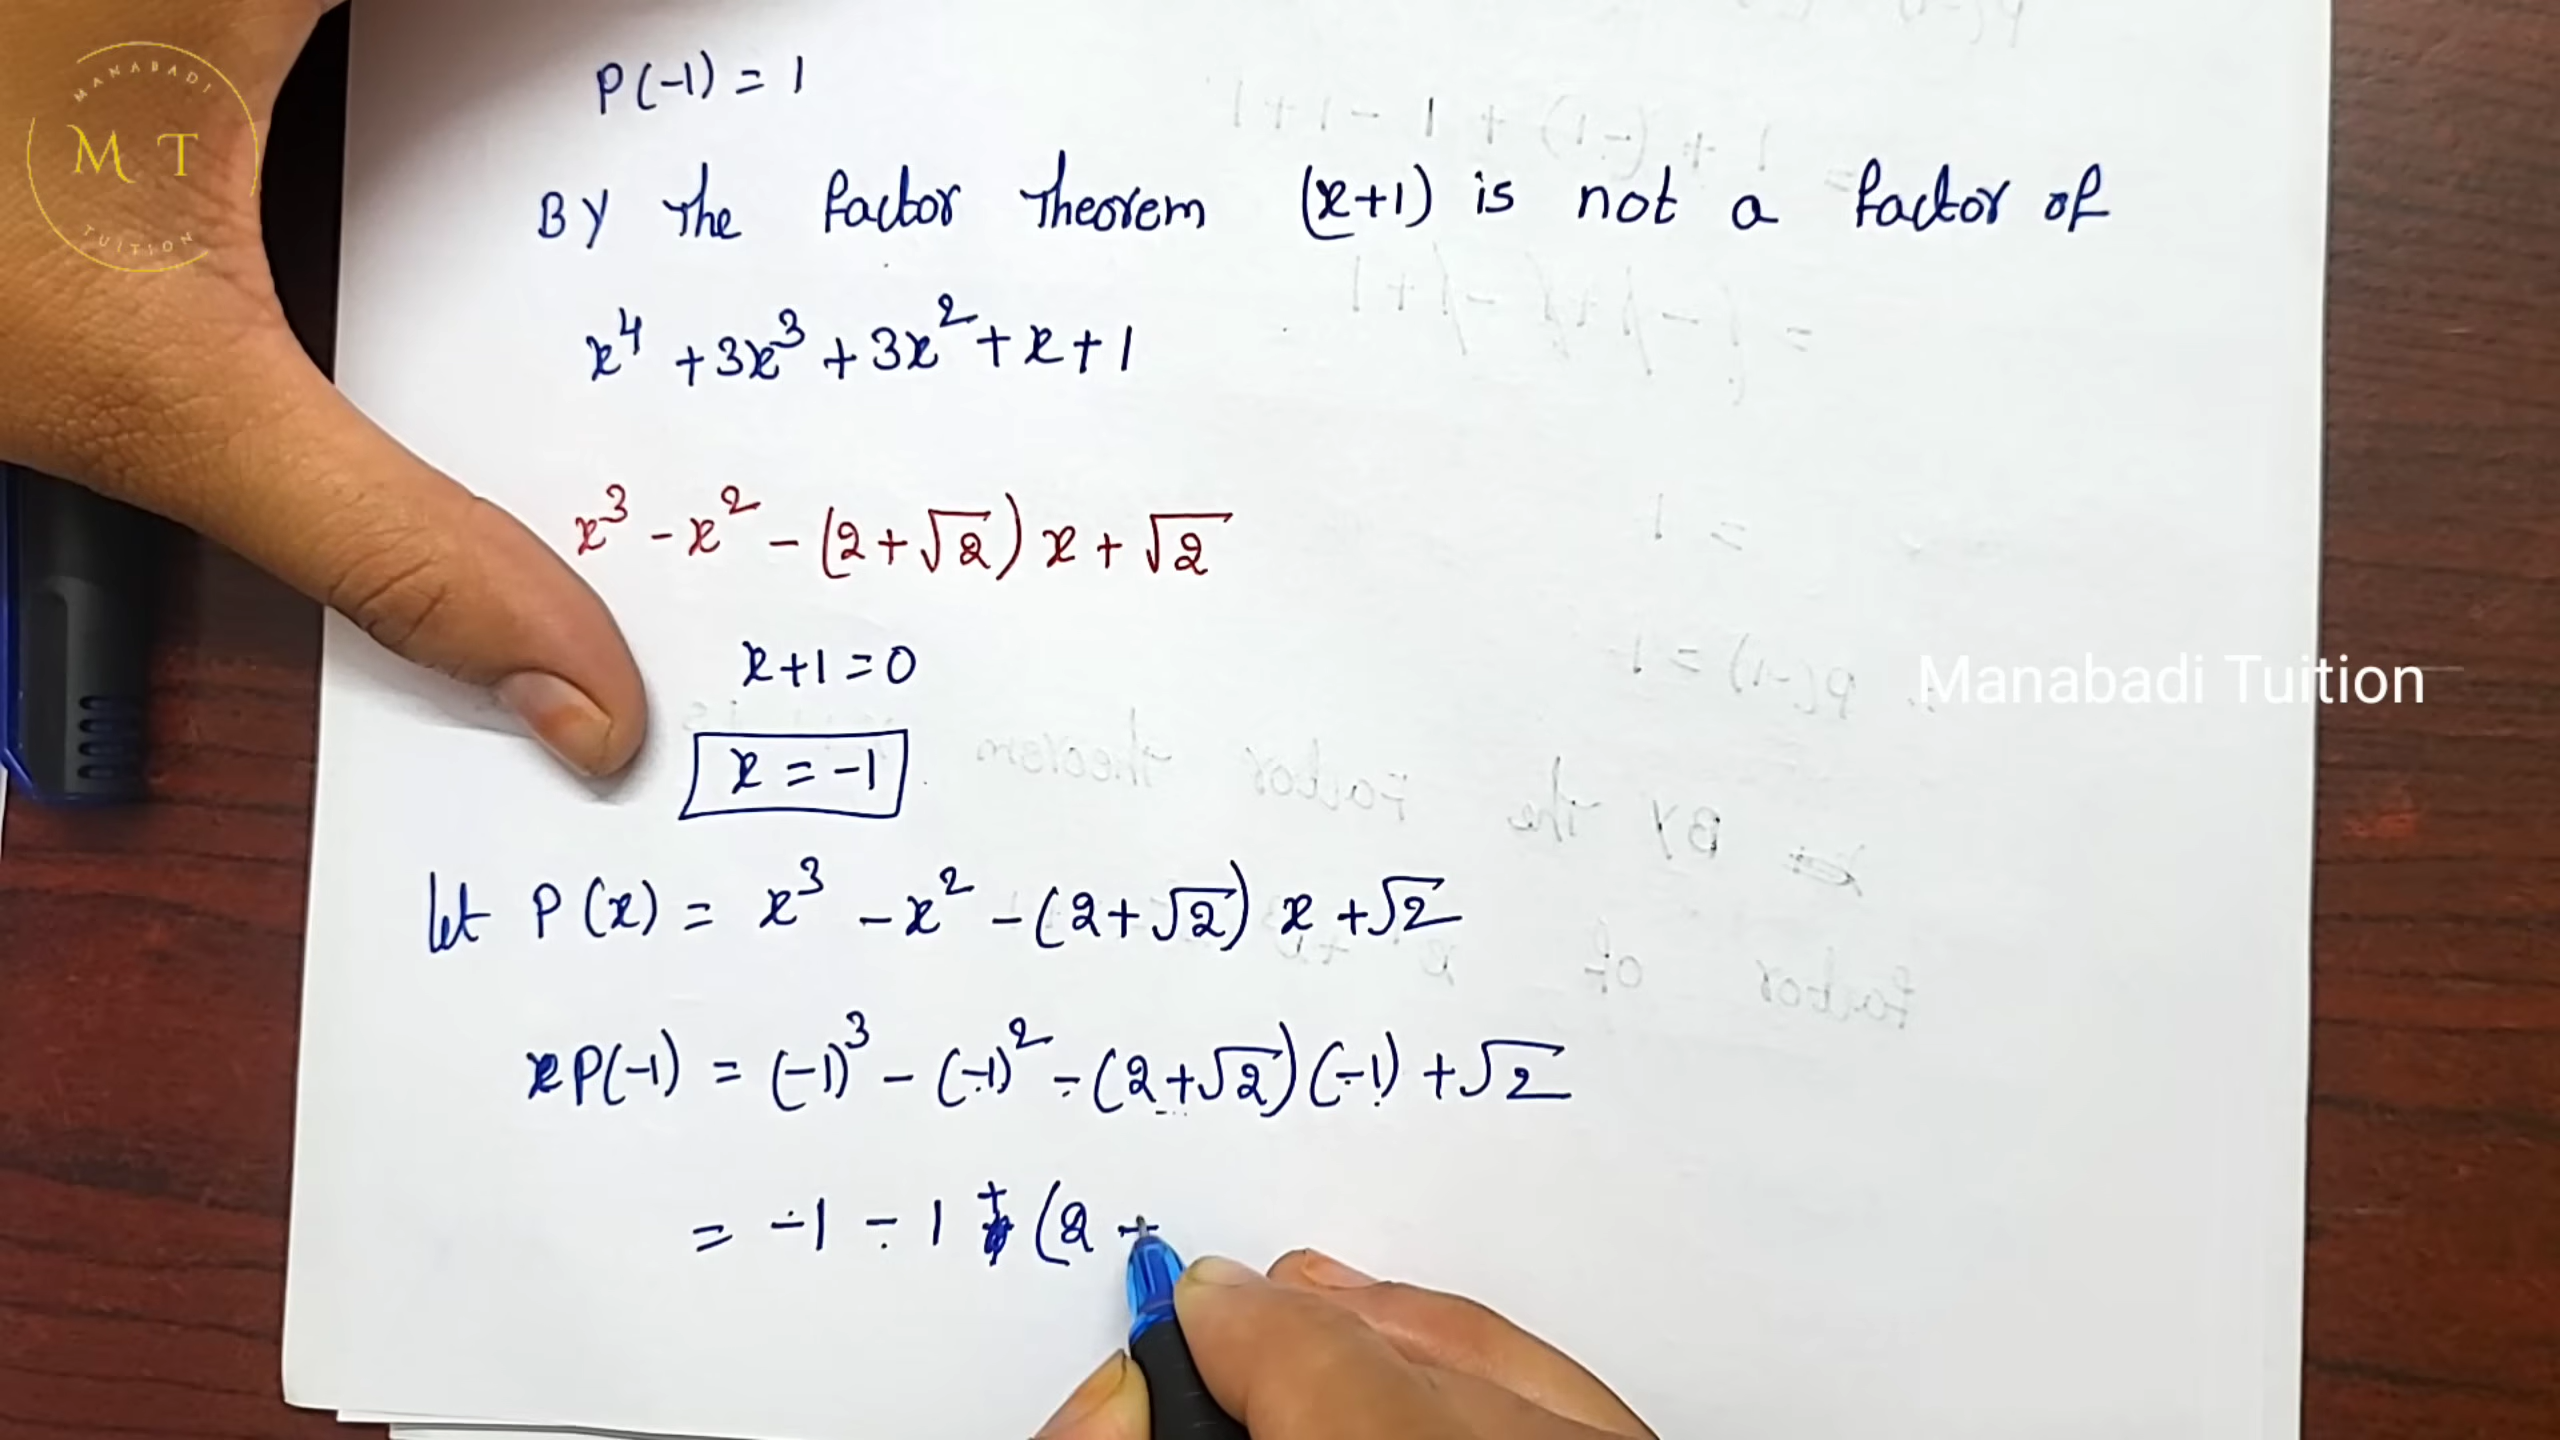 MANABADI
M T
TUITION
P(-1) = 1
BY The factor Theorem (x+1) is not a factor of
x⁴ + 3x³ + 3x² + x + 1
x³ - x² - (2+√2) x + √2
x+1 = 0
x = -1
Manabadi Tuition
let P(x) = x³ - x² - (2+√2) x + √2
P(-1) = (-1)³ - (-1)² - (2+√2)(-1) + √2
= -1 - 1 + (2 +